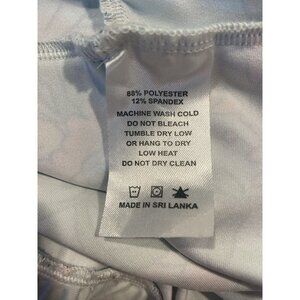 88% POLYESTER
12% SPANDEX
MACHINE WASH COLD
DO NOT BLEACH
TUMBLE DRY LOW
OR HANG TO DRY
LOW HEAT
DO NOT DRY CLEAN
MADE IN SRI LANKA